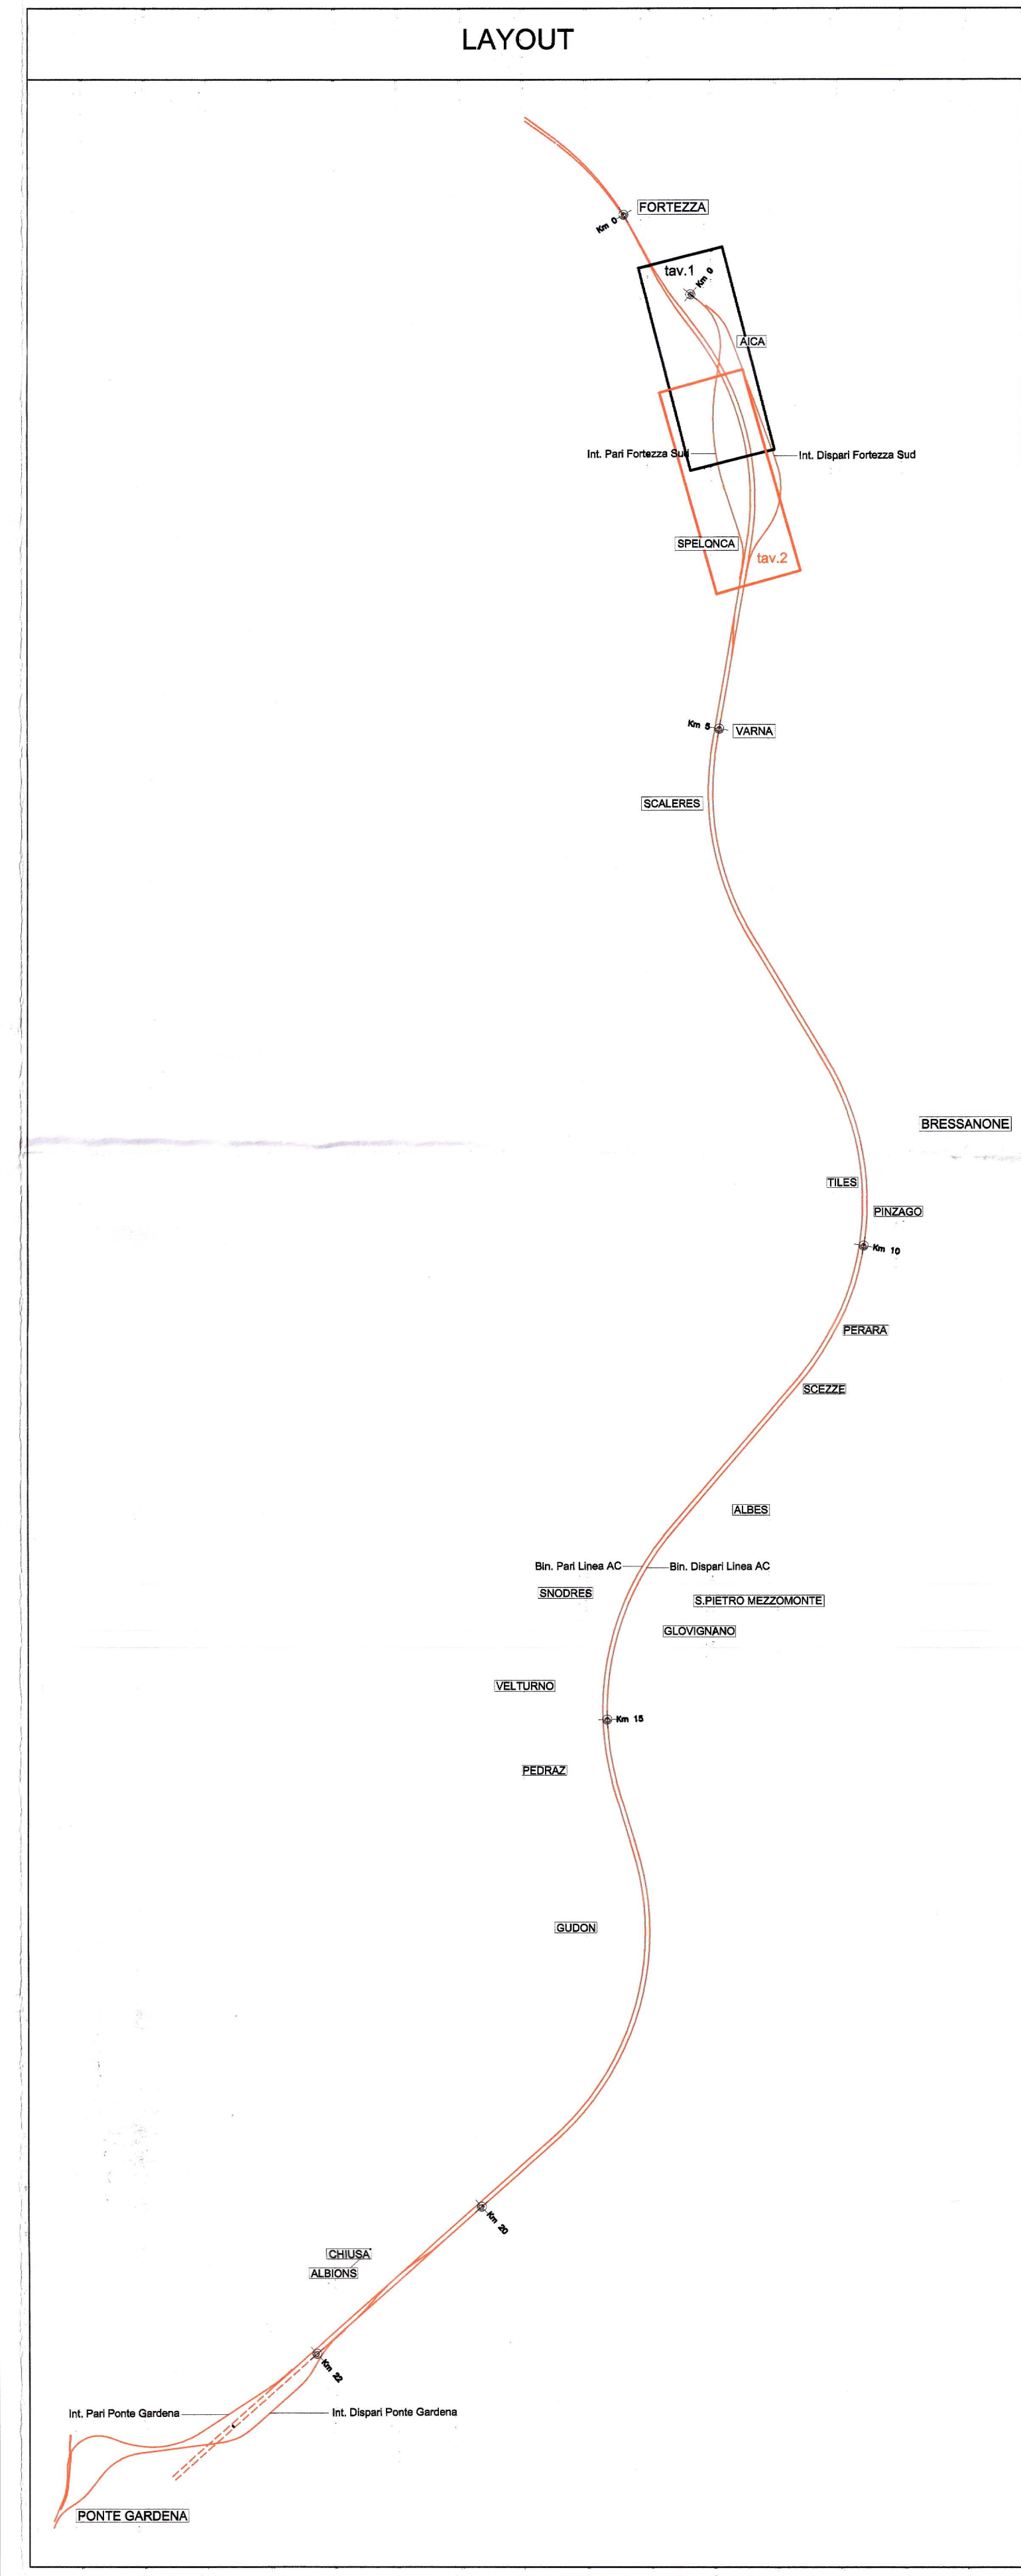 LAYOUT
FORTEZZA
Km 0
tav.1
Km 0
AICA
Int. Pari Fortezza Sud
Int. Dispari Fortezza Sud
SPELONCA
tav.2
Km 5
VARNA
SCALERES
BRESSANONE
TILES
PINZAGO
Km 10
PERARA
SCEZZE
ALBES
Bin. Pari Linea AC
Bin. Dispari Linea AC
SNODRES
S.PIETRO MEZZOMONTE
GLOVIGNANO
VELTURNO
Km 15
PEDRAZ
GUDON
Km 20
CHIUSA
ALBIONS
Km 22
Int. Pari Ponte Gardena
Int. Dispari Ponte Gardena
PONTE GARDENA